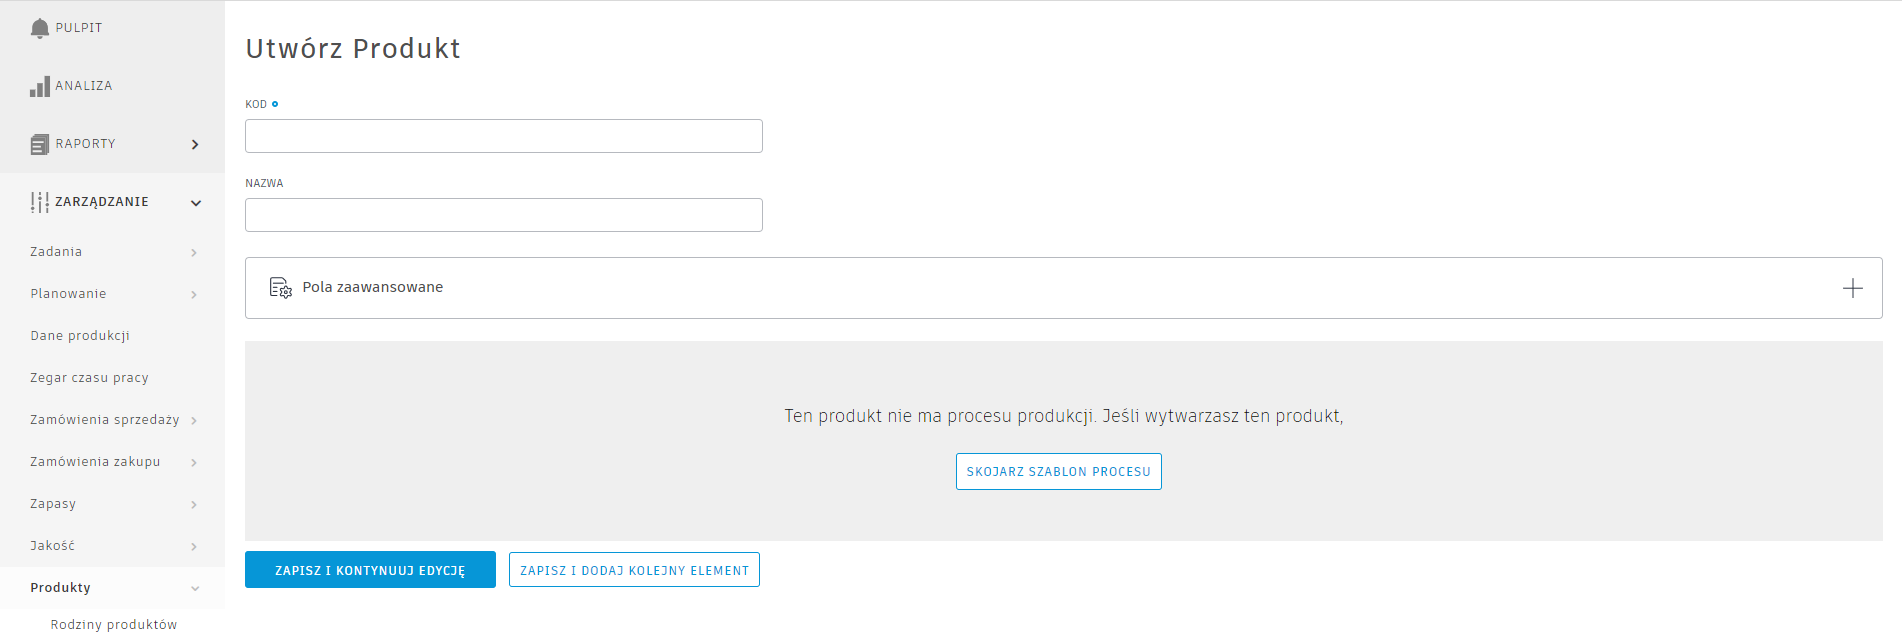 PULPIT
ANALIZA
RAPORTY
ZARZĄDZANIE
Zadania
Planowanie
Dane produkcji
Zegar czasu pracy
Zamówienia sprzedaży
Zamówienia zakupu
Zapasy
Jakość
Produkty
Rodziny produktów
Utwórz Produkt
KOD
NAZWA
Pola zaawansowane
Ten produkt nie ma procesu produkcji. Jeśli wytwarzasz ten produkt,
SKOJARZ SZABLON PROCESU
ZAPISZ I KONTYNUUJ EDYCJĘ
ZAPISZ I DODAJ KOLEJNY ELEMENT